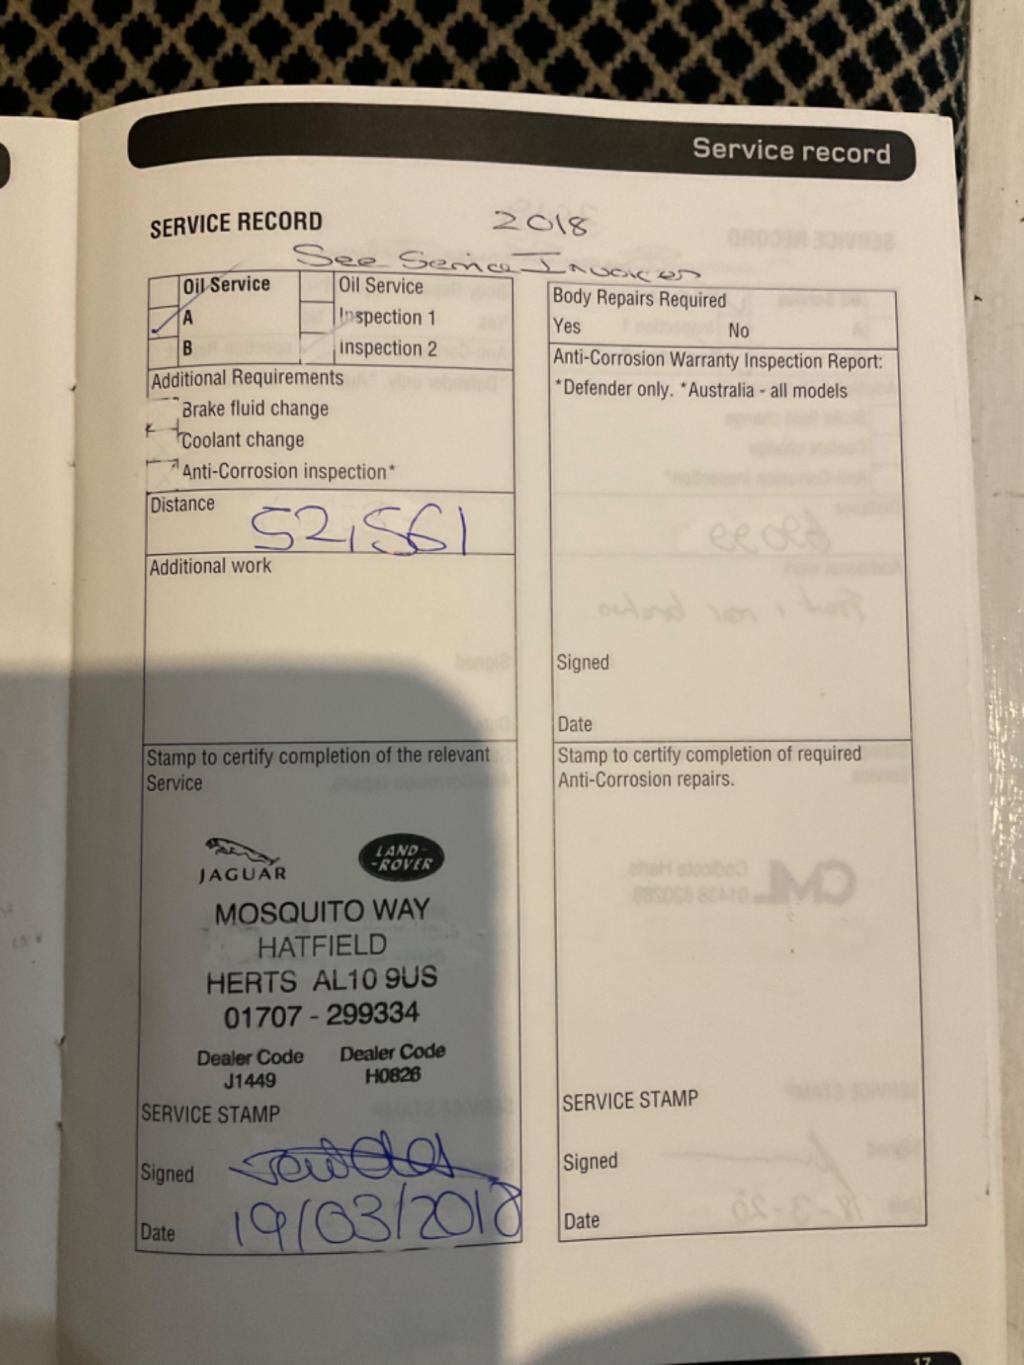 Service record
SERVICE RECORD
2018
See Service Invoices
Oil Service
A
B
Oil Service
Inspection 1
Inspection 2
Additional Requirements
Brake fluid change
Coolant change
Anti-Corrosion inspection*
Distance
52,561
Additional work
Stamp to certify completion of the relevant
Service
JAGUAR
LAND-
-ROVER
MOSQUITO WAY
HATFIELD
HERTS AL10 9US
01707 - 299334
Dealer Code Dealer Code
J1449 H0826
SERVICE STAMP
Signed
Date 19/03/2018
Body Repairs Required
Yes No
Anti-Corrosion Warranty Inspection Report:
*Defender only. *Australia - all models
Signed
Date
Stamp to certify completion of required
Anti-Corrosion repairs.
SERVICE STAMP
Signed
Date
17